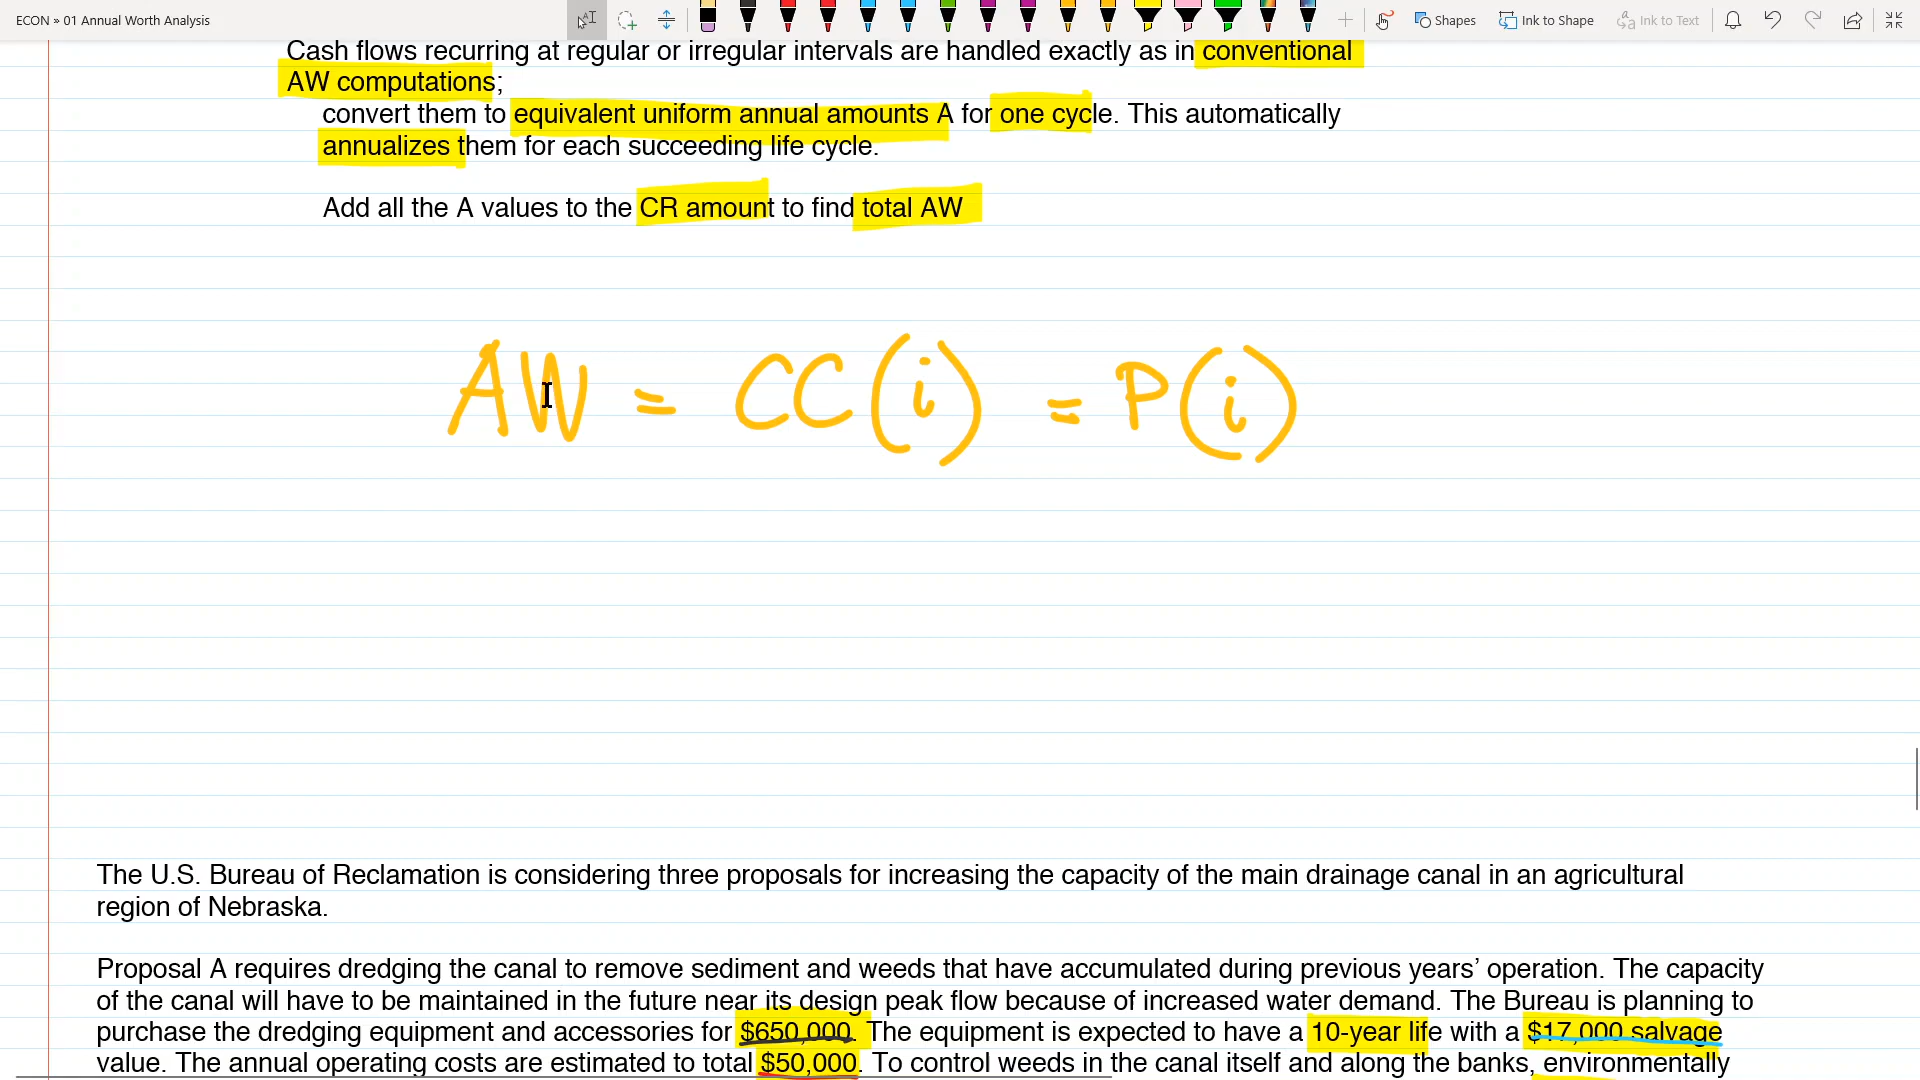 ECON » 01 Annual Worth Analysis
Shapes
Ink to Shape
Ink to Text
Cash flows recurring at regular or irregular intervals are handled exactly as in conventional
AW computations;
convert them to equivalent uniform annual amounts A for one cycle. This automatically
annualizes them for each succeeding life cycle.
Add all the A values to the CR amount to find total AW
AW = CC(i) = P(i)
The U.S. Bureau of Reclamation is considering three proposals for increasing the capacity of the main drainage canal in an agricultural
region of Nebraska.
Proposal A requires dredging the canal to remove sediment and weeds that have accumulated during previous years’ operation. The capacity
of the canal will have to be maintained in the future near its design peak flow because of increased water demand. The Bureau is planning to
purchase the dredging equipment and accessories for $650,000. The equipment is expected to have a 10-year life with a $17,000 salvage
value. The annual operating costs are estimated to total $50,000. To control weeds in the canal itself and along the banks, environmentally